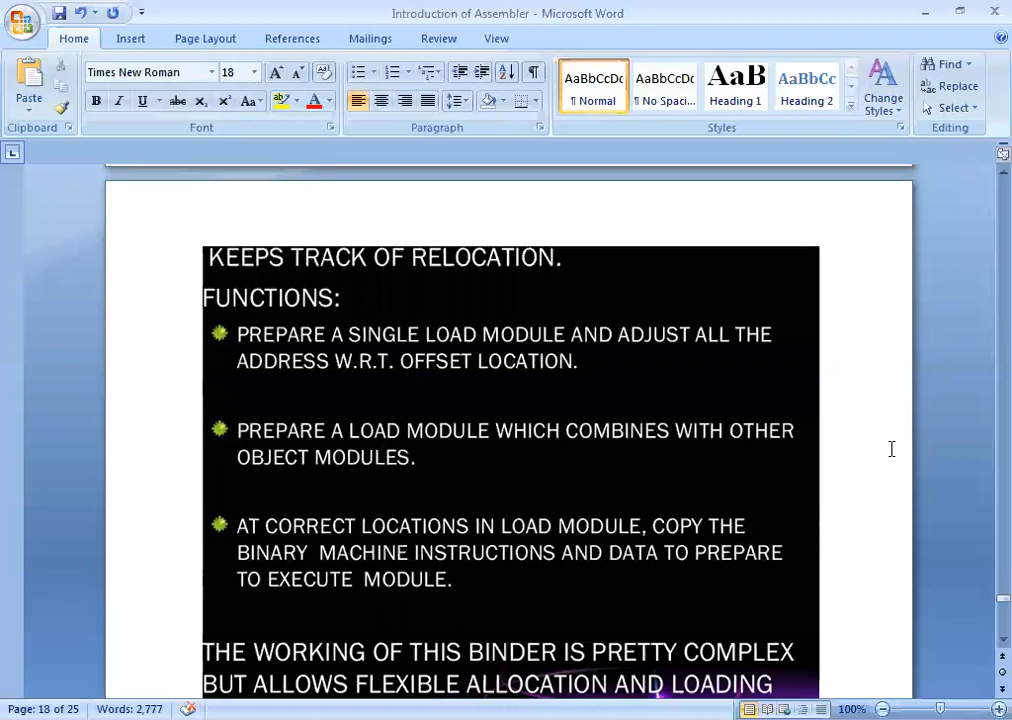 Introduction of Assembler - Microsoft Word
Home Insert Page Layout References Mailings Review View
Paste
Clipboard
Times New Roman 18
B I U abc X₂ X² Aa A
Font
Paragraph
AaBbCcDc AaBbCcDc AaB AaBbCc
¶ Normal ¶ No Spaci... Heading 1 Heading 2
Change Styles
Styles
Find
Replace
Select
Editing
KEEPS TRACK OF RELOCATION.
FUNCTIONS:
PREPARE A SINGLE LOAD MODULE AND ADJUST ALL THE
ADDRESS W.R.T. OFFSET LOCATION.
PREPARE A LOAD MODULE WHICH COMBINES WITH OTHER
OBJECT MODULES.
AT CORRECT LOCATIONS IN LOAD MODULE, COPY THE
BINARY MACHINE INSTRUCTIONS AND DATA TO PREPARE
TO EXECUTE MODULE.
THE WORKING OF THIS BINDER IS PRETTY COMPLEX
BUT ALLOWS FLEXIBLE ALLOCATION AND LOADING
Page: 18 of 25 Words: 2,777 100%